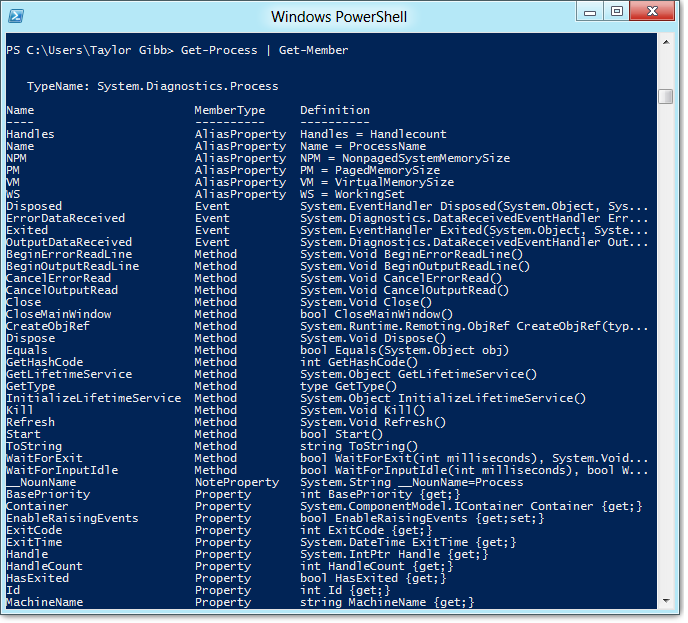 Windows PowerShell
PS C:\Users\Taylor Gibb> Get-Process | Get-Member
TypeName: System.Diagnostics.Process
Name                      MemberType     Definition
----                      ----------     ----------
Handles                   AliasProperty  Handles = Handlecount
Name                      AliasProperty  Name = ProcessName
NPM                       AliasProperty  NPM = NonpagedSystemMemorySize
PM                        AliasProperty  PM = PagedMemorySize
VM                        AliasProperty  VM = VirtualMemorySize
WS                        AliasProperty  WS = WorkingSet
Disposed                  Event          System.EventHandler Disposed(System.Object, Sys...
ErrorDataReceived         Event          System.Diagnostics.DataReceivedEventHandler Err...
Exited                    Event          System.EventHandler Exited(System.Object, Syste...
OutputDataReceived        Event          System.Diagnostics.DataReceivedEventHandler Out...
BeginErrorReadLine        Method         System.Void BeginErrorReadLine()
BeginOutputReadLine       Method         System.Void BeginOutputReadLine()
CancelErrorRead           Method         System.Void CancelErrorRead()
CancelOutputRead          Method         System.Void CancelOutputRead()
Close                     Method         System.Void Close()
CloseMainWindow           Method         bool CloseMainWindow()
CreateObjRef              Method         System.Runtime.Remoting.ObjRef CreateObjRef(typ...
Dispose                   Method         System.Void Dispose()
Equals                    Method         bool Equals(System.Object obj)
GetHashCode               Method         int GetHashCode()
GetLifetimeService        Method         System.Object GetLifetimeService()
GetType                   Method         type GetType()
InitializeLifetimeService Method         System.Object InitializeLifetimeService()
Kill                      Method         System.Void Kill()
Refresh                   Method         System.Void Refresh()
Start                     Method         bool Start()
ToString                  Method         string ToString()
WaitForExit               Method         bool WaitForExit(int milliseconds), System.Void...
WaitForInputIdle          Method         bool WaitForInputIdle(int milliseconds), bool W...
__NounName                NoteProperty   System.String __NounName=Process
BasePriority              Property       int BasePriority {get;}
Container                 Property       System.ComponentModel.IContainer Container {get;}
EnableRaisingEvents       Property       bool EnableRaisingEvents {get;set;}
ExitCode                  Property       int ExitCode {get;}
ExitTime                  Property       System.DateTime ExitTime {get;}
Handle                    Property       System.IntPtr Handle {get;}
HandleCount               Property       int HandleCount {get;}
HasExited                 Property       bool HasExited {get;}
Id                        Property       int Id {get;}
MachineName               Property       string MachineName {get;}